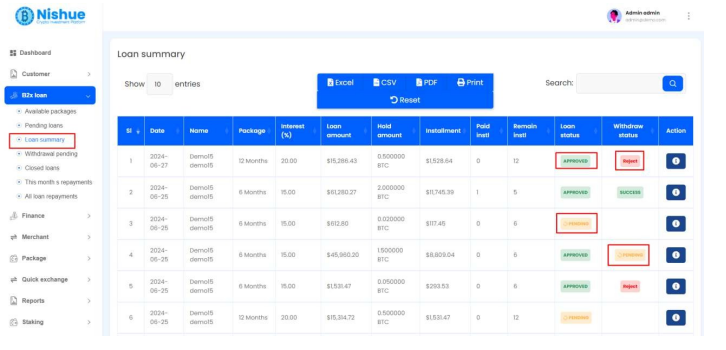 Nishue
Crypto Investment Platform
Admin admin
Dashboard
Customer
B2x loan
Available packages
Pending loans
Loan summary
Withdrawal pending
Closed loans
This month's repayments
All loan repayments
Finance
Merchant
Package
Quick exchange
Reports
Staking
Loan summary
Show 10 entries
Excel CSV PDF Print
Reset
Search:
Sl Date Name Package Interest (%) Loan amount Hold amount Installment Paid instl Remain instl Loan status Withdraw status Action
1 2024-06-27 Demo15 demo15 12 Months 20.00 $15,286.43 0.500000 BTC $1,528.64 0 12 APPROVED Reject
2 2024-06-25 Demo15 demo15 6 Months 15.00 $61,280.27 2.000000 BTC $11,745.39 1 5 APPROVED SUCCESS
3 2024-06-25 Demo15 demo15 6 Months 15.00 $612.80 0.020000 BTC $117.45 0 6 PENDING
4 2024-06-25 Demo15 demo15 6 Months 15.00 $45,960.20 1.500000 BTC $8,809.04 0 6 APPROVED PENDING
5 2024-06-25 Demo15 demo15 6 Months 15.00 $1,531.47 0.050000 BTC $293.53 0 6 APPROVED Reject
6 2024-06-25 Demo15 demo15 12 Months 20.00 $15,314.72 0.500000 BTC $1,531.47 0 12 PENDING